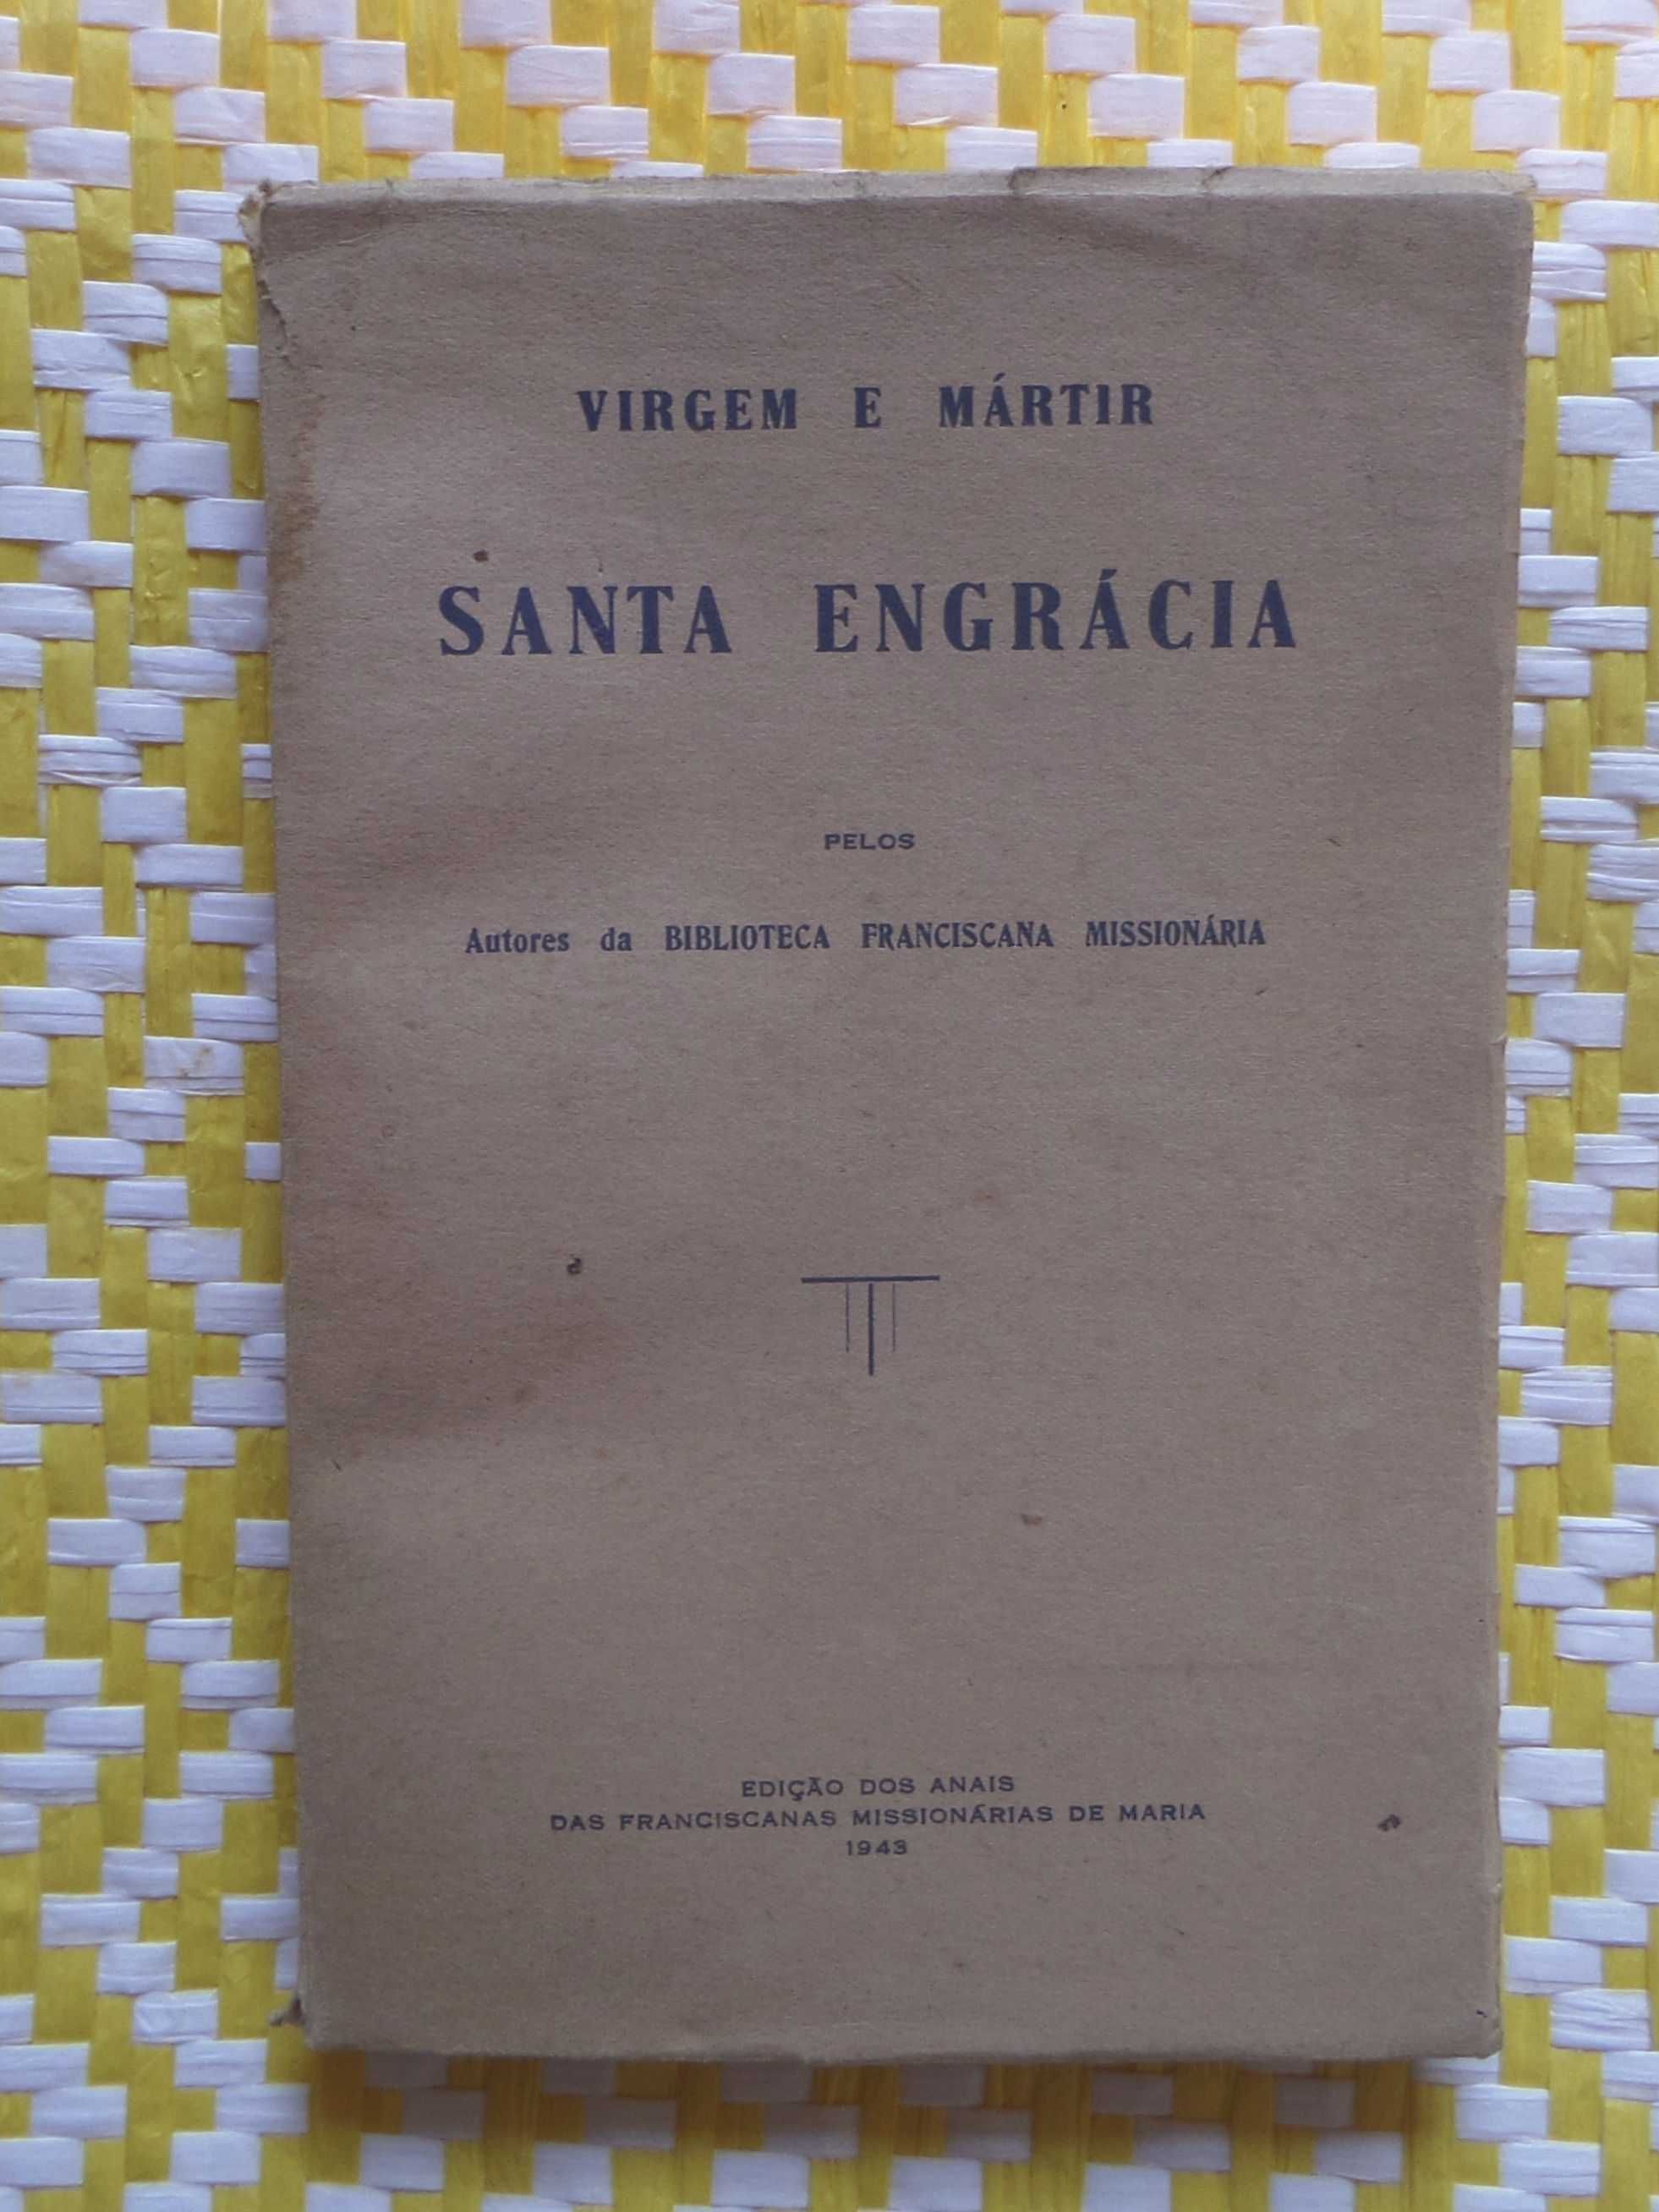 VIRGEM E MÁRTIR
SANTA ENGRÁCIA
PELOS
Autores da BIBLIOTECA FRANCISCANA MISSIONÁRIA
EDIÇÃO DOS ANAIS
DAS FRANCISCANAS MISSIONÁRIAS DE MARIA
1943